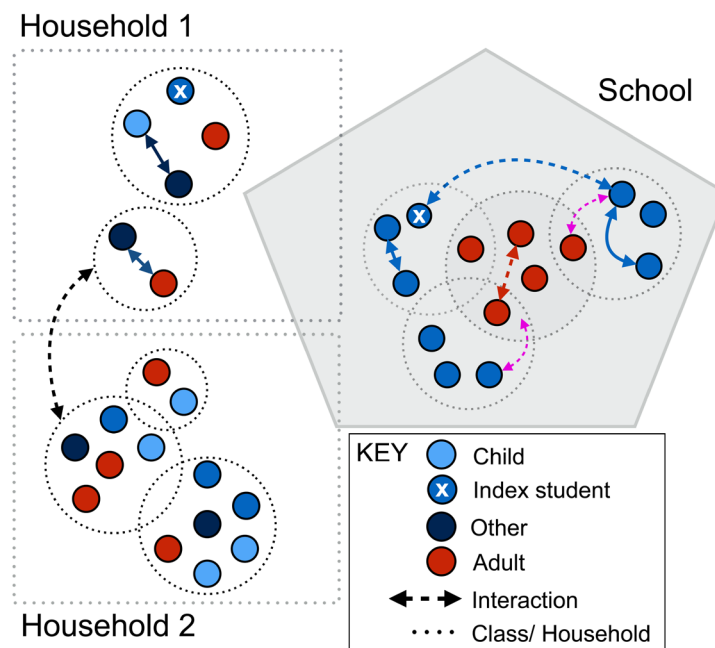 Household 1
School
x
x
Household 2
KEY
Child
x
Index student
Other
Adult
Interaction
Class/ Household